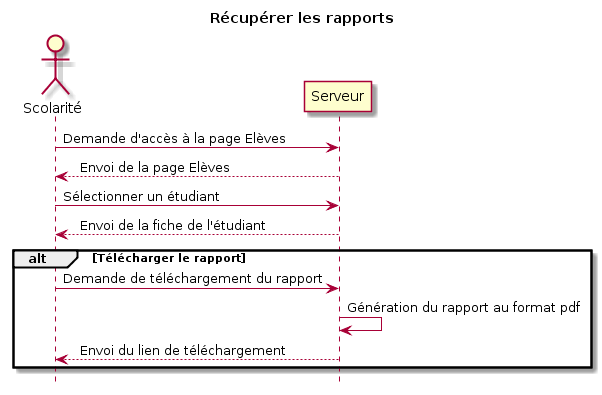 Récupérer les rapports
Scolarité
Serveur
Demande d'accès à la page Elèves
Envoi de la page Elèves
Sélectionner un étudiant
Envoi de la fiche de l'étudiant
alt [Télécharger le rapport]
Demande de téléchargement du rapport
Génération du rapport au format pdf
Envoi du lien de téléchargement